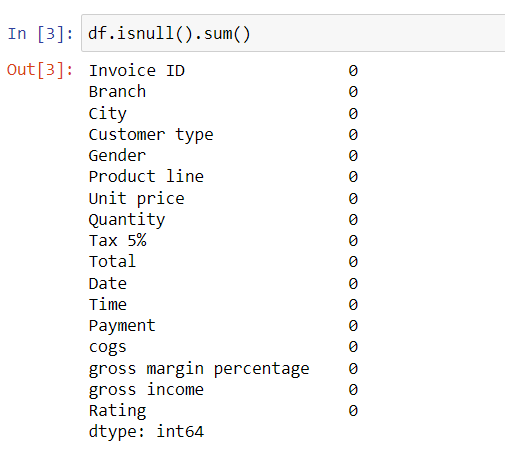 In [3]: df.isnull().sum()
Out[3]: Invoice ID 0
Branch 0
City 0
Customer type 0
Gender 0
Product line 0
Unit price 0
Quantity 0
Tax 5% 0
Total 0
Date 0
Time 0
Payment 0
cogs 0
gross margin percentage 0
gross income 0
Rating 0
dtype: int64